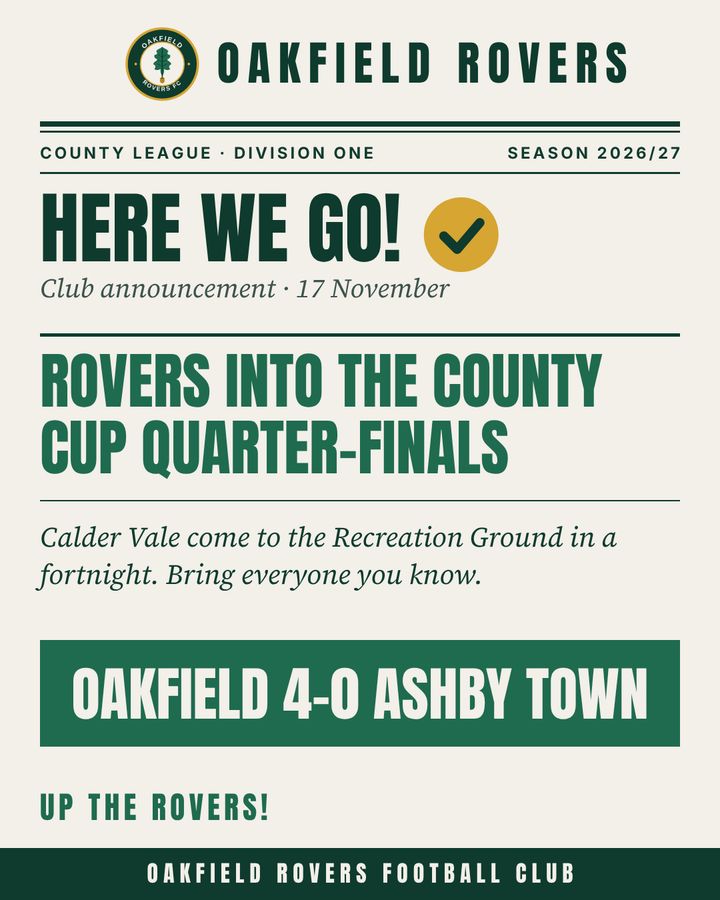 OAKFIELD
ROVERS FC
OAKFIELD ROVERS
COUNTY LEAGUE · DIVISION ONE
SEASON 2026/27
HERE WE GO!
Club announcement · 17 November
ROVERS INTO THE COUNTY
CUP QUARTER-FINALS
Calder Vale come to the Recreation Ground in a
fortnight. Bring everyone you know.
OAKFIELD 4-0 ASHBY TOWN
UP THE ROVERS!
OAKFIELD ROVERS FOOTBALL CLUB